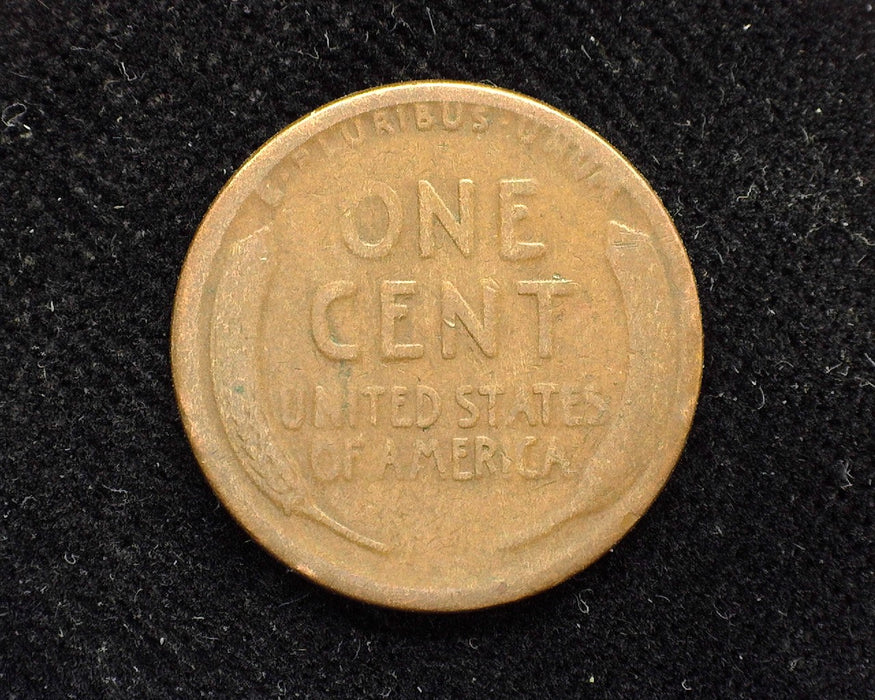 E · PLURIBUS · UNUM
ONE
CENT
UNITED STATES
OF AMERICA